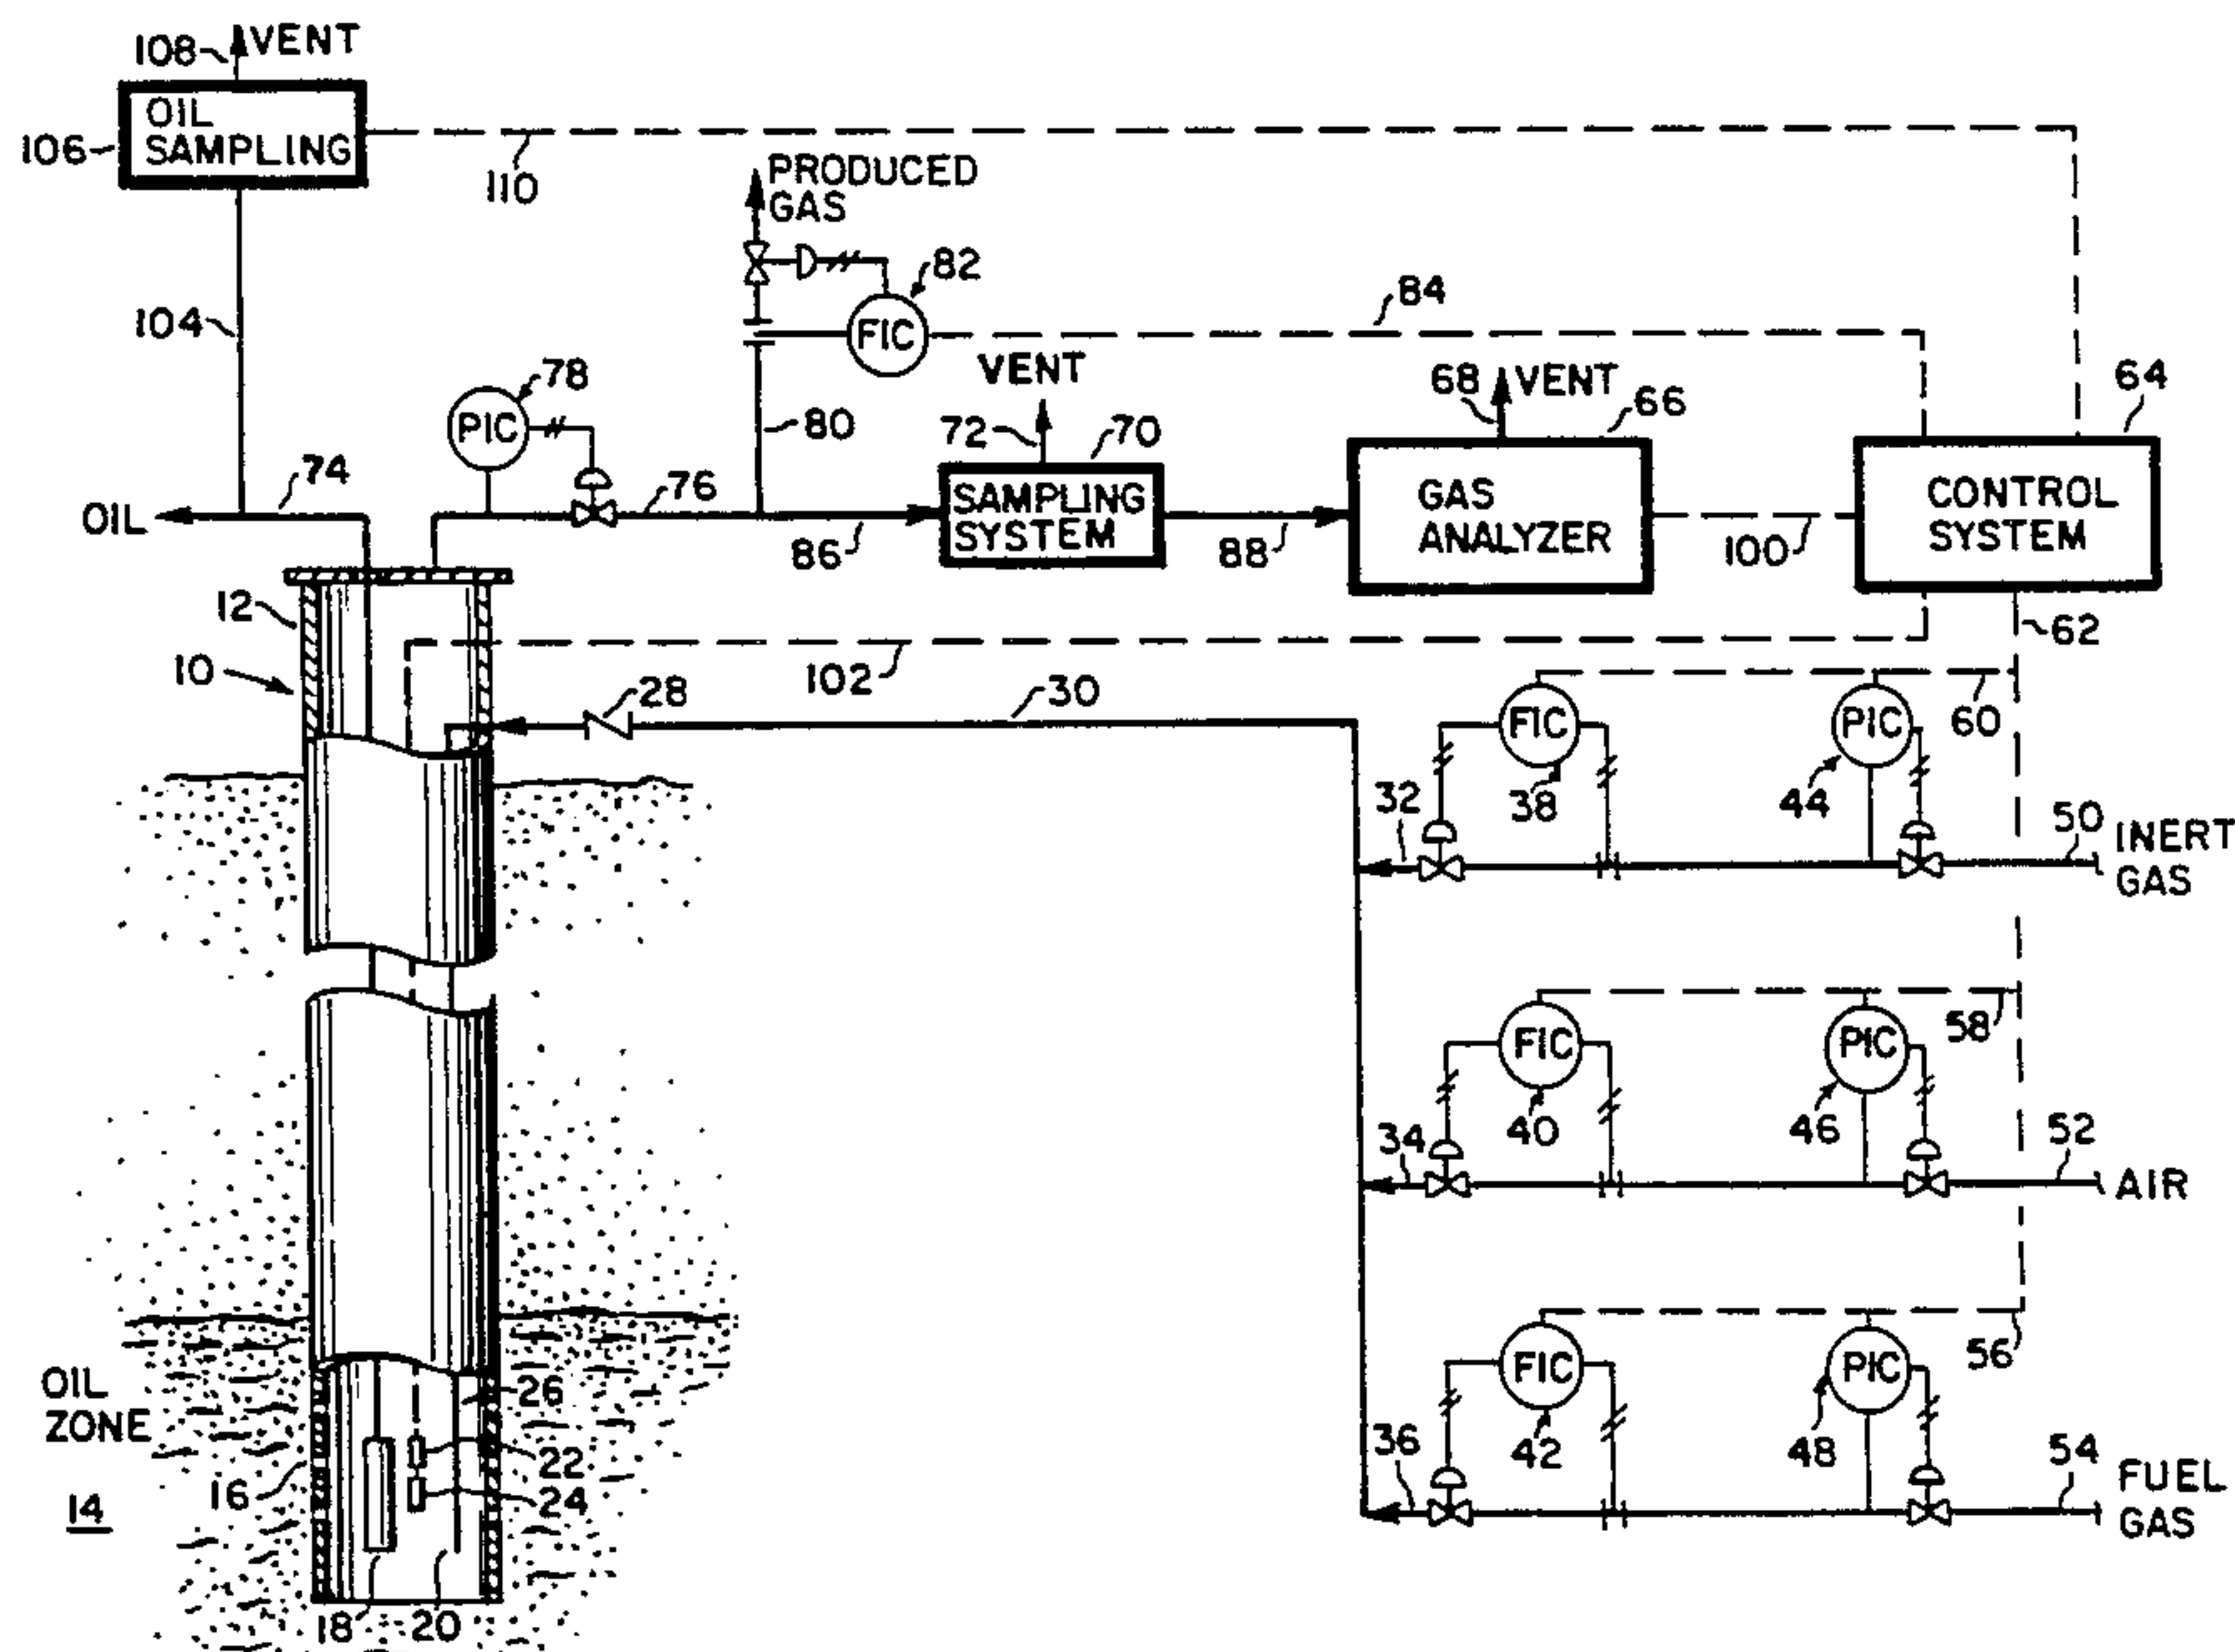 108 VENT
OIL
SAMPLING
106
110
PRODUCED
GAS
82
FIC
84
104
VENT
78
PIC
80
72
70
68 VENT
66
64
74
76
OIL
SAMPLING
SYSTEM
GAS
ANALYZER
CONTROL
SYSTEM
86
88
100
12
62
10
102
28
30
FIC
PIC
60
32
38
44
50
INERT
GAS
FIC
PIC
58
40
46
34
52
AIR
56
FIC
PIC
OIL
ZONE
26
42
48
36
54
FUEL
GAS
22
16
24
14
18
20